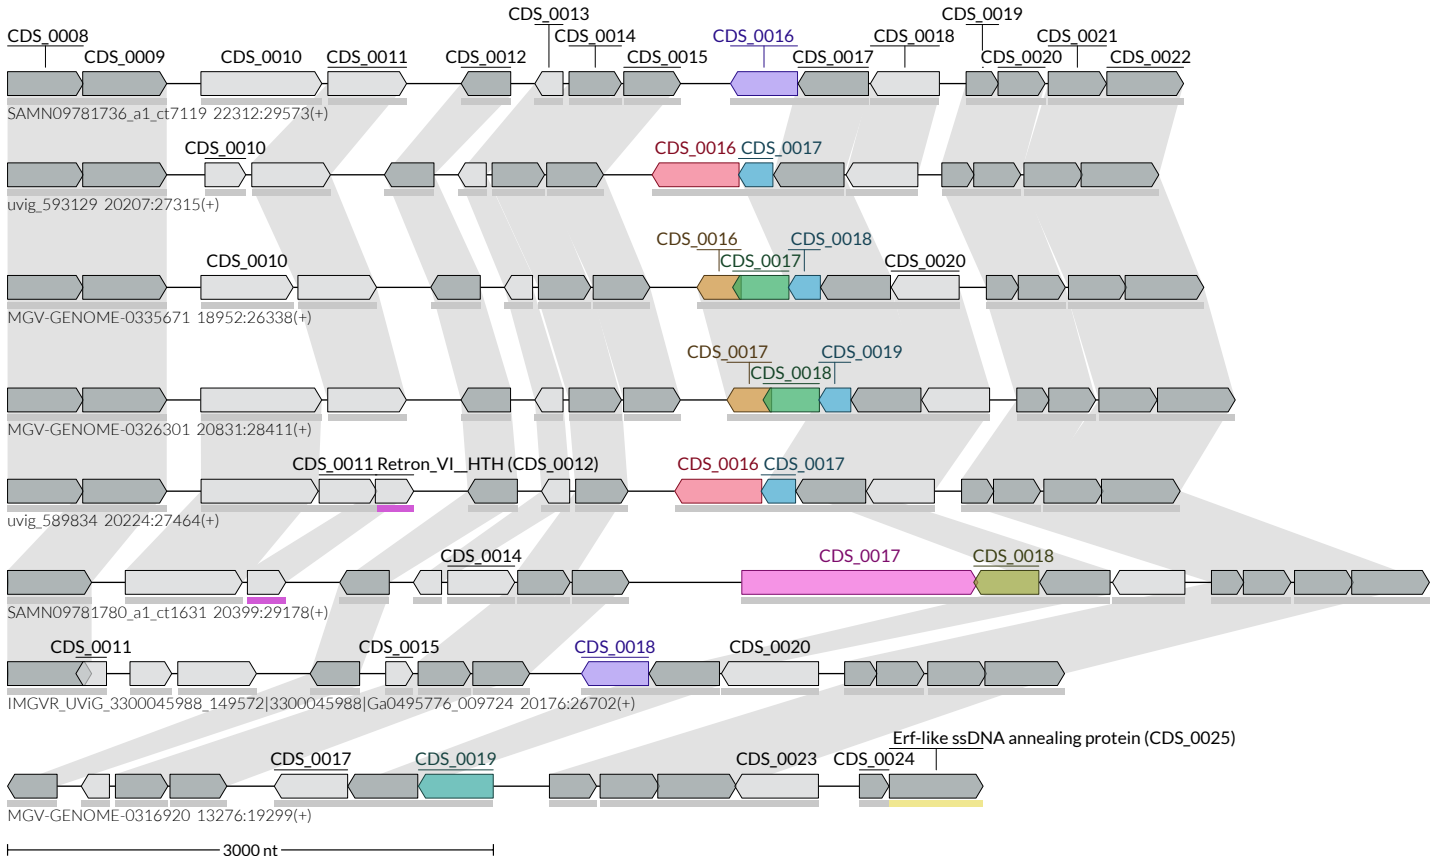 CDS_0013 CDS_0019
CDS_0008 CDS_0014 CDS_0016 CDS_0018 CDS_0021
CDS_0009 CDS_0010 CDS_0011 CDS_0012 CDS_0015 CDS_0017 CDS_0020 CDS_0022
SAMN09781736_a1_ct7119 22312:29573(+)
CDS_0010 CDS_0016 CDS_0017
uvig_593129 20207:27315(+)
CDS_0016 CDS_0018
CDS_0010 CDS_0017 CDS_0020
MGV-GENOME-0335671 18952:26338(+)
CDS_0017 CDS_0019
CDS_0018
MGV-GENOME-0326301 20831:28411(+)
CDS_0011 Retron_VI__HTH (CDS_0012) CDS_0016 CDS_0017
uvig_589834 20224:27464(+)
CDS_0014 CDS_0017 CDS_0018
SAMN09781780_a1_ct1631 20399:29178(+)
CDS_0011 CDS_0015 CDS_0018 CDS_0020
IMGVR_UViG_3300045988_149572|3300045988|Ga0495776_009724 20176:26702(+)
Erf-like ssDNA annealing protein (CDS_0025)
CDS_0017 CDS_0019 CDS_0023 CDS_0024
MGV-GENOME-0316920 13276:19299(+)
3000 nt